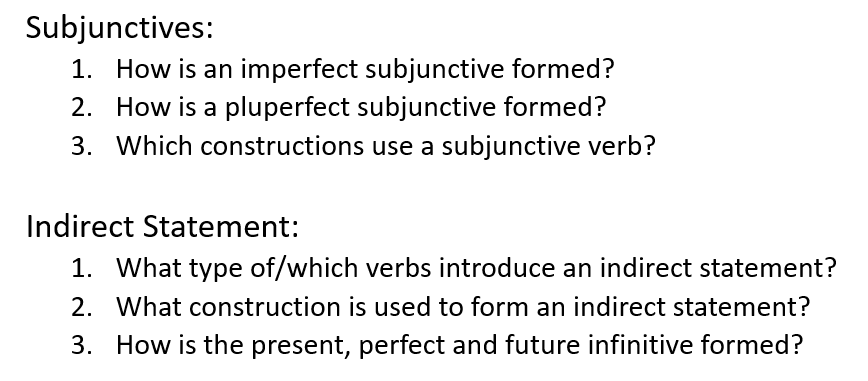 Subjunctives:
1. How is an imperfect subjunctive formed?
2. How is a pluperfect subjunctive formed?
3. Which constructions use a subjunctive verb?
Indirect Statement:
1. What type of/which verbs introduce an indirect statement?
2. What construction is used to form an indirect statement?
3. How is the present, perfect and future infinitive formed?